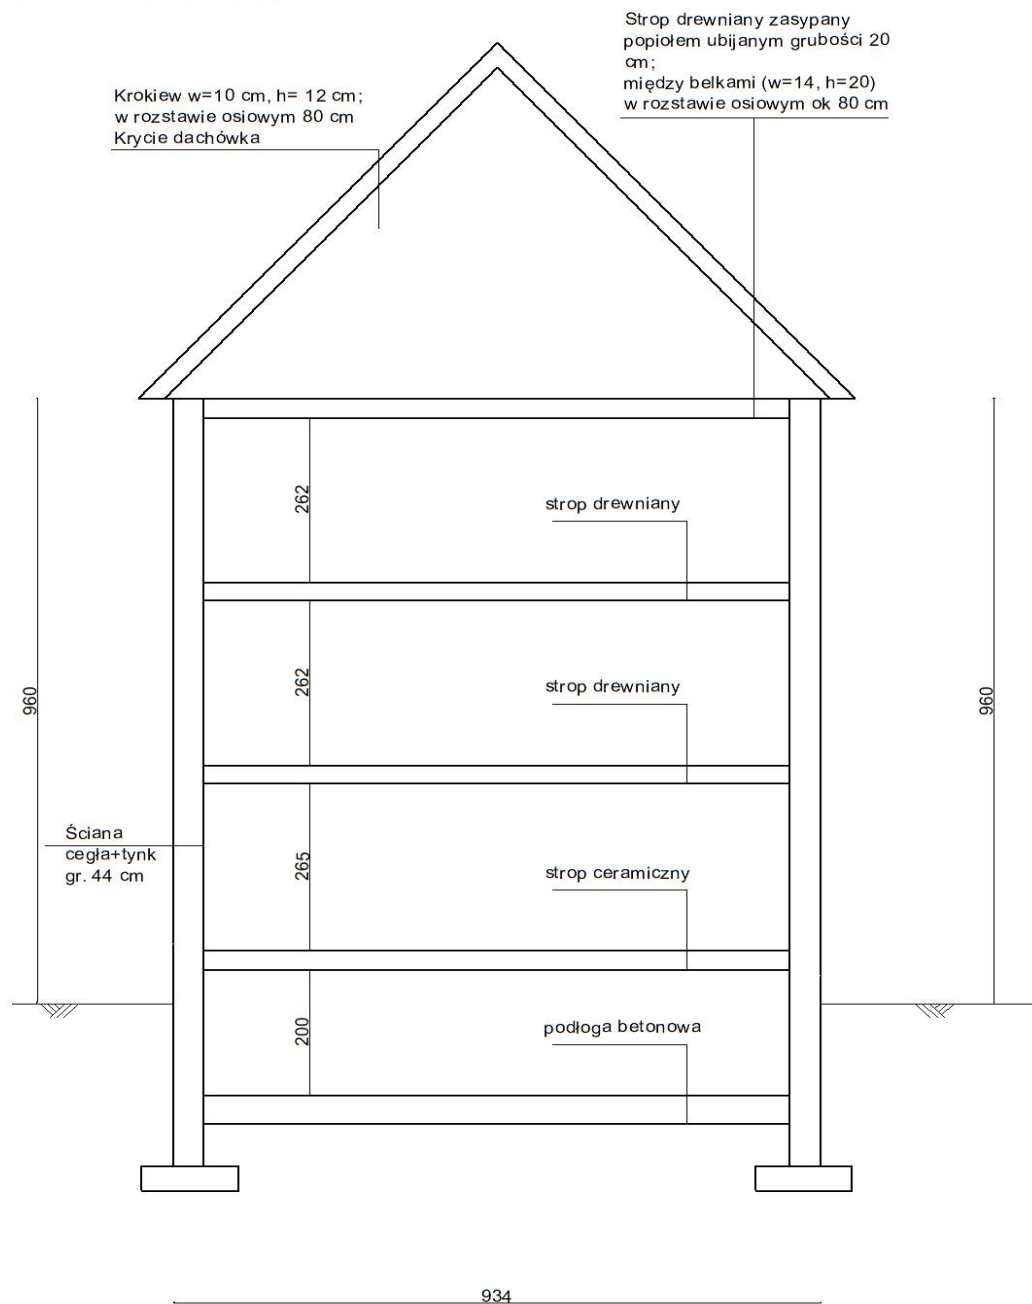 Strop drewniany zasypany
popiołem ubijanym grubości 20
cm;
między belkami (w=14, h=20)
w rozstawie osiowym ok 80 cm
Krokiew w=10 cm, h= 12 cm;
w rozstawie osiowym 80 cm
Krycie dachówka
262
strop drewniany
262
strop drewniany
960
960
Ściana
cegła+tynk
gr. 44 cm
265
strop ceramiczny
200
podłoga betonowa
934